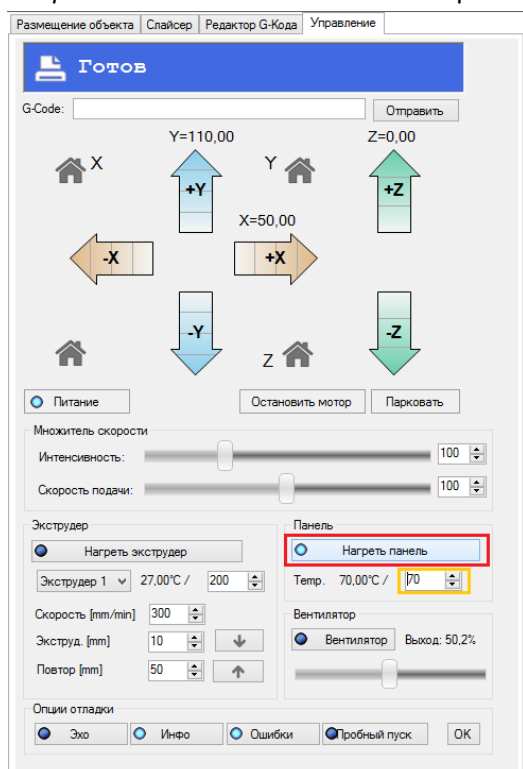 Размещение объекта Слайсер Редактор G-Кода Управление
Готов
G-Code: Отправить
Y=110,00 Z=0,00
X Y
+Y +Z
X=50,00
-X +X
-Y -Z
Z
Питание Остановить мотор Парковать
Множитель скорости
Интенсивность: 100
Скорость подачи: 100
Экструдер Панель
Нагреть экструдер Нагреть панель
Экструдер 1 27,00°C / 200 Temp. 70,00°C / 70
Скорость [mm/min] 300 Вентилятор
Экструд. [mm] 10 Вентилятор Выход: 50,2%
Повтор [mm] 50
Опции отладки
Эхо Инфо Ошибки Пробный пуск OK